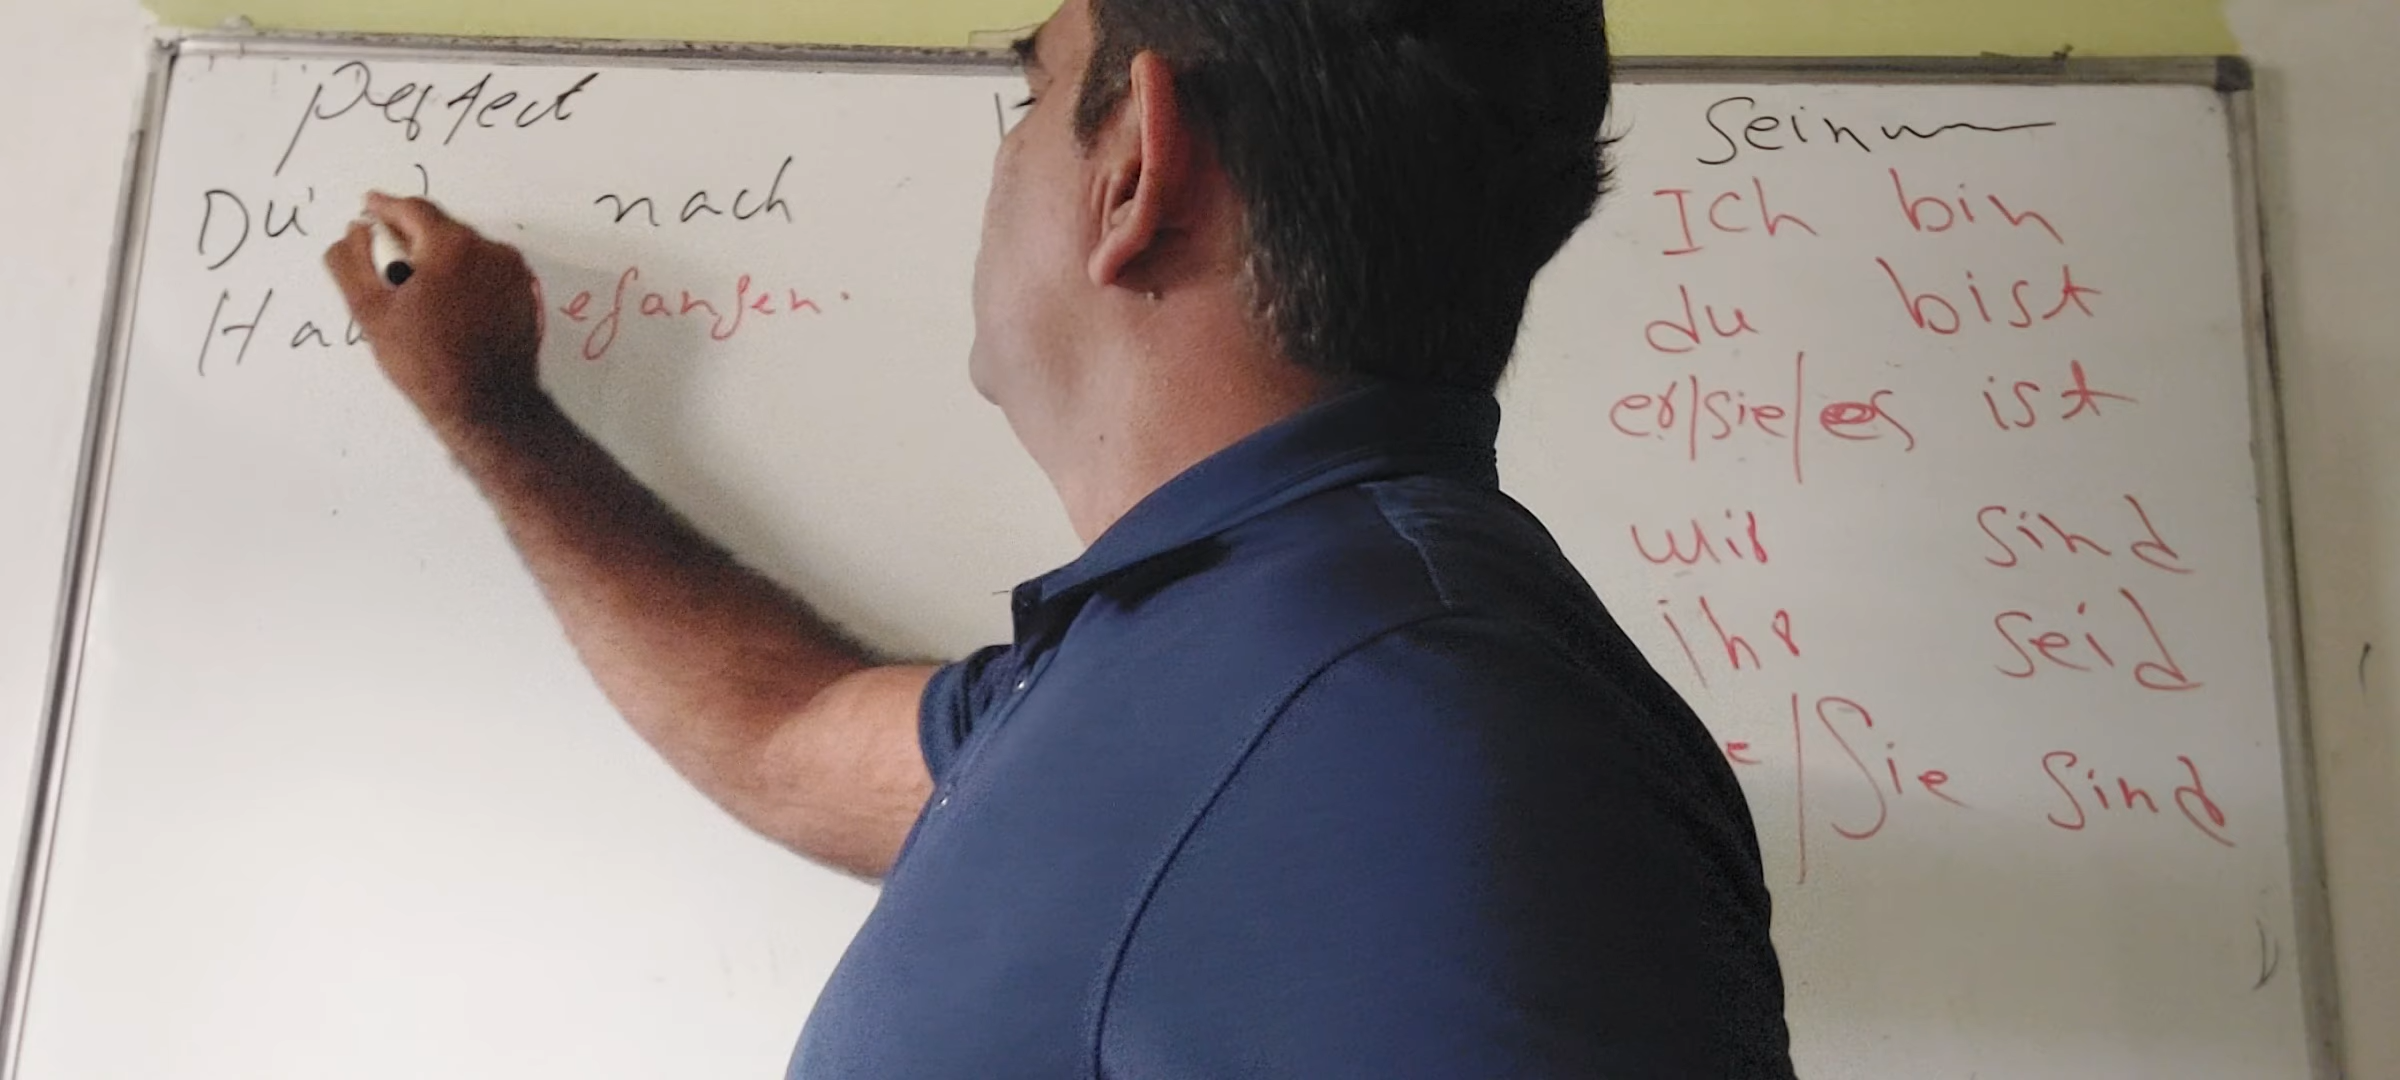 Perfect
Du nach
Hau gefangen.
Sein
Ich bin
du bist
er/sie/es ist
wir sind
ihr seid
e/Sie sind